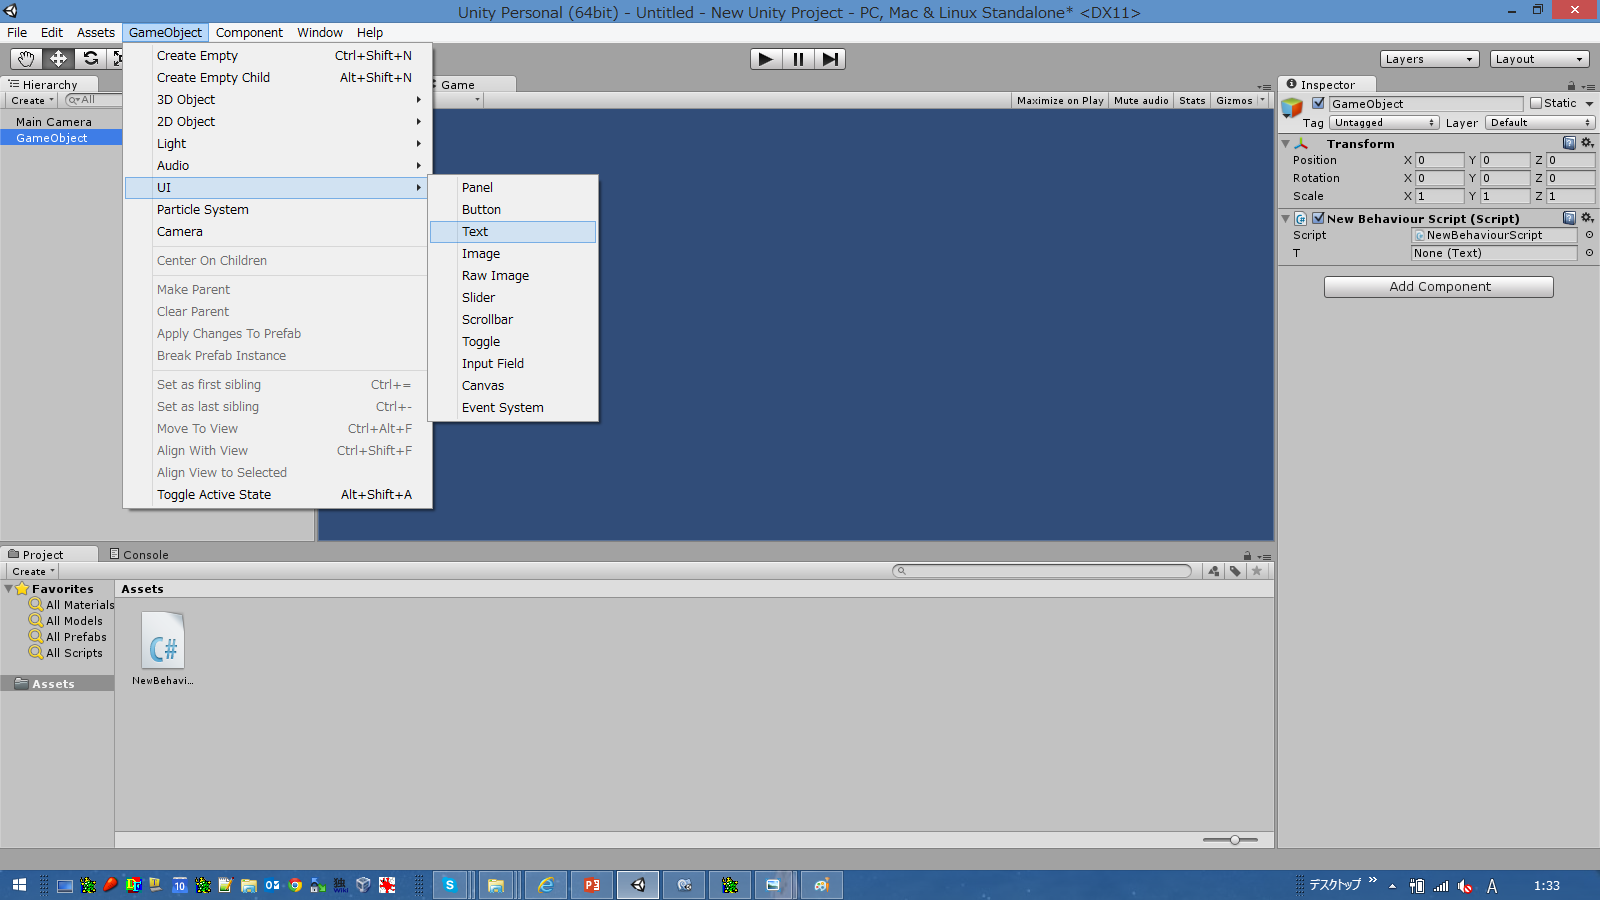 Unity Personal (64bit) - Untitled - New Unity Project - PC, Mac & Linux Standalone* <DX11>
File Edit Assets GameObject Component Window Help
Layers Layout
Hierarchy
Create All
Main Camera
GameObject
Create Empty Ctrl+Shift+N
Create Empty Child Alt+Shift+N
3D Object
2D Object
Light
Audio
UI
Particle System
Camera
Center On Children
Make Parent
Clear Parent
Apply Changes To Prefab
Break Prefab Instance
Set as first sibling Ctrl+=
Set as last sibling Ctrl+-
Move To View Ctrl+Alt+F
Align With View Ctrl+Shift+F
Align View to Selected
Toggle Active State Alt+Shift+A
Panel
Button
Text
Image
Raw Image
Slider
Scrollbar
Toggle
Input Field
Canvas
Event System
Game
Maximize on Play Mute audio Stats Gizmos
Inspector
GameObject Static
Tag Untagged Layer Default
Transform
Position X 0 Y 0 Z 0
Rotation X 0 Y 0 Z 0
Scale X 1 Y 1 Z 1
New Behaviour Script (Script)
Script NewBehaviourScript
T None (Text)
Add Component
Project Console
Create
Favorites
All Materials
All Models
All Prefabs
All Scripts
Assets
Assets
C#
NewBehavi...
デスクトップ
A
1:33